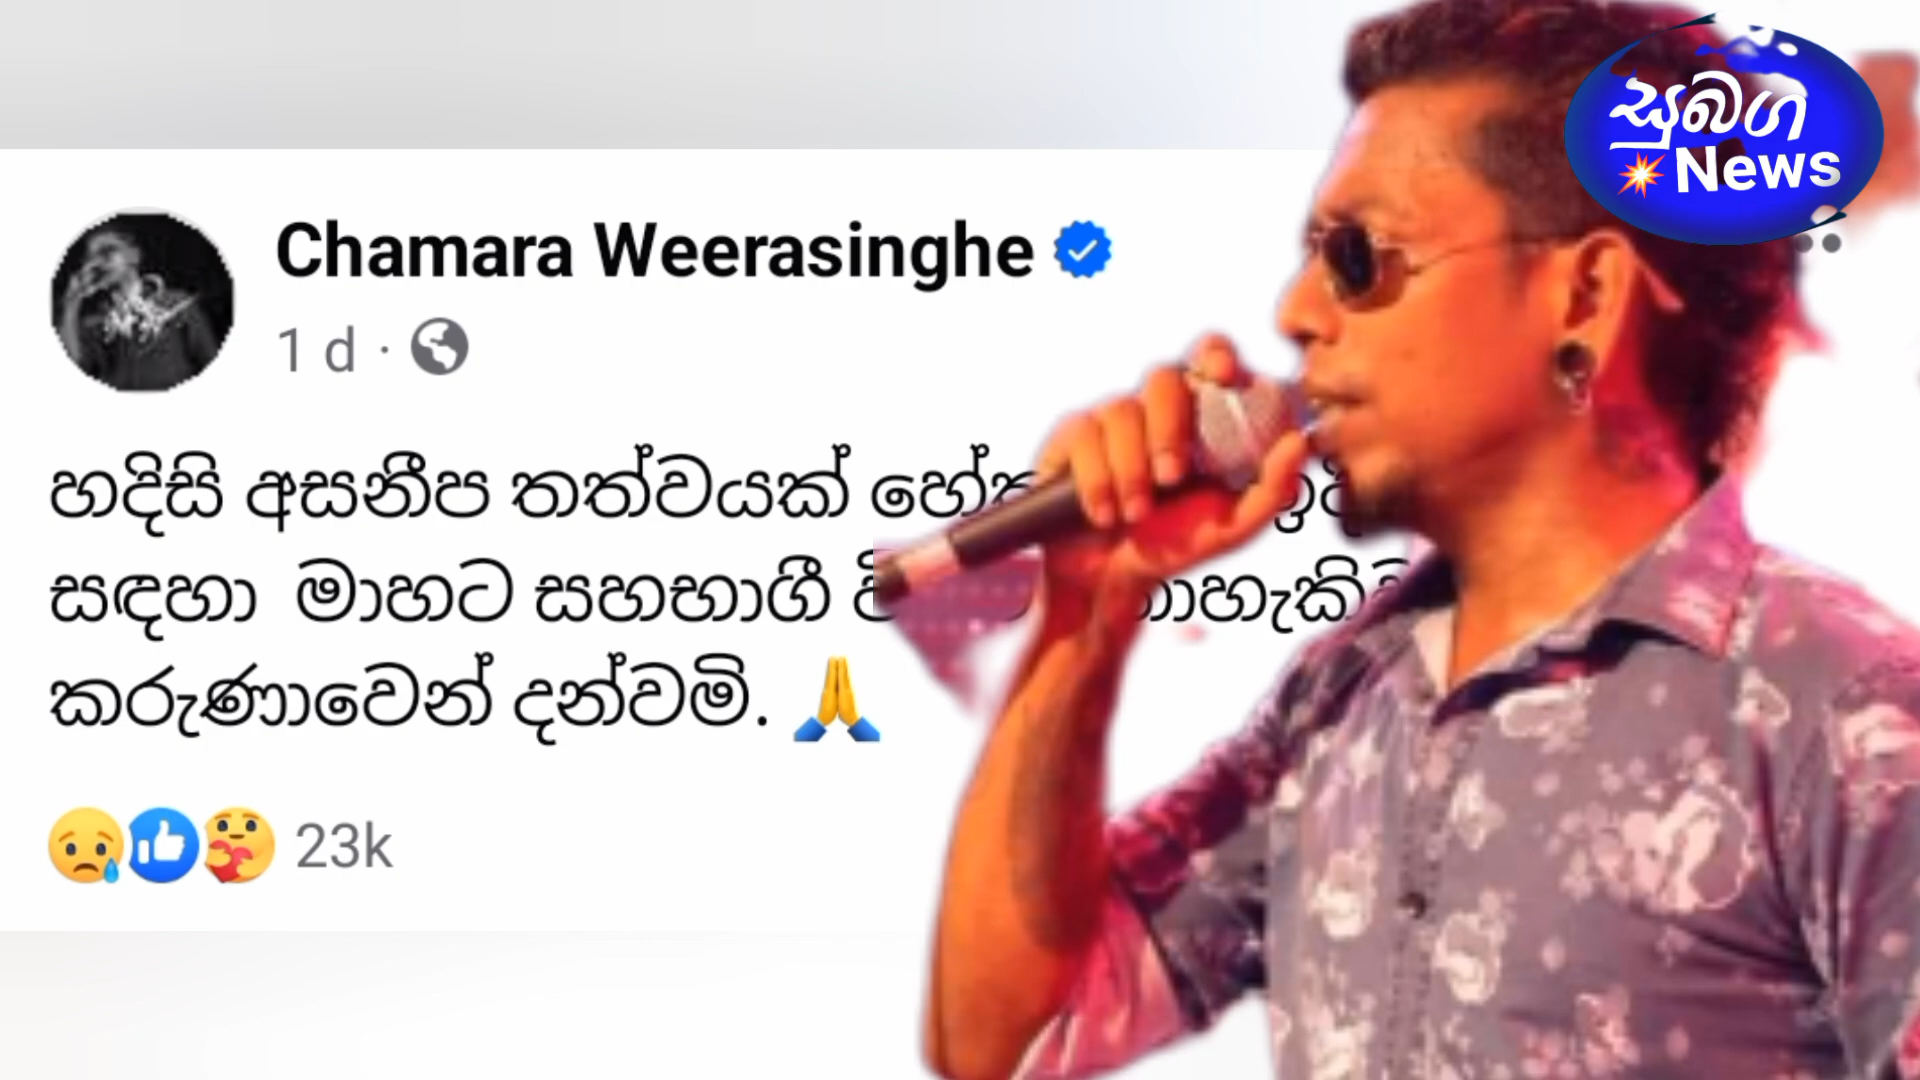 සුබග
News
Chamara Weerasinghe
1 d ·
හදිසි අසනීප තත්වයක්
සඳහා මාහට සහභාගී
කරුණාවෙන් දන්වමි. 🙏
23k